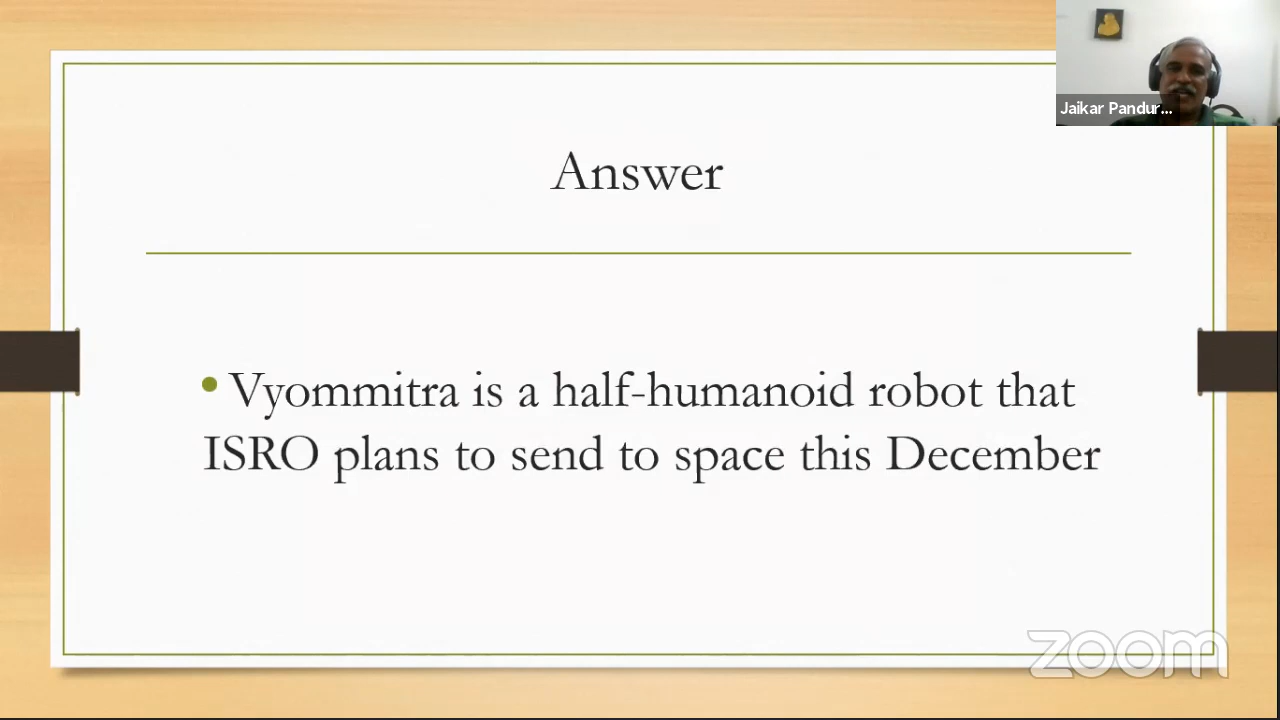 Jaikar Pandur...
Answer
• Vyommitra is a half-humanoid robot that
ISRO plans to send to space this December
zoom